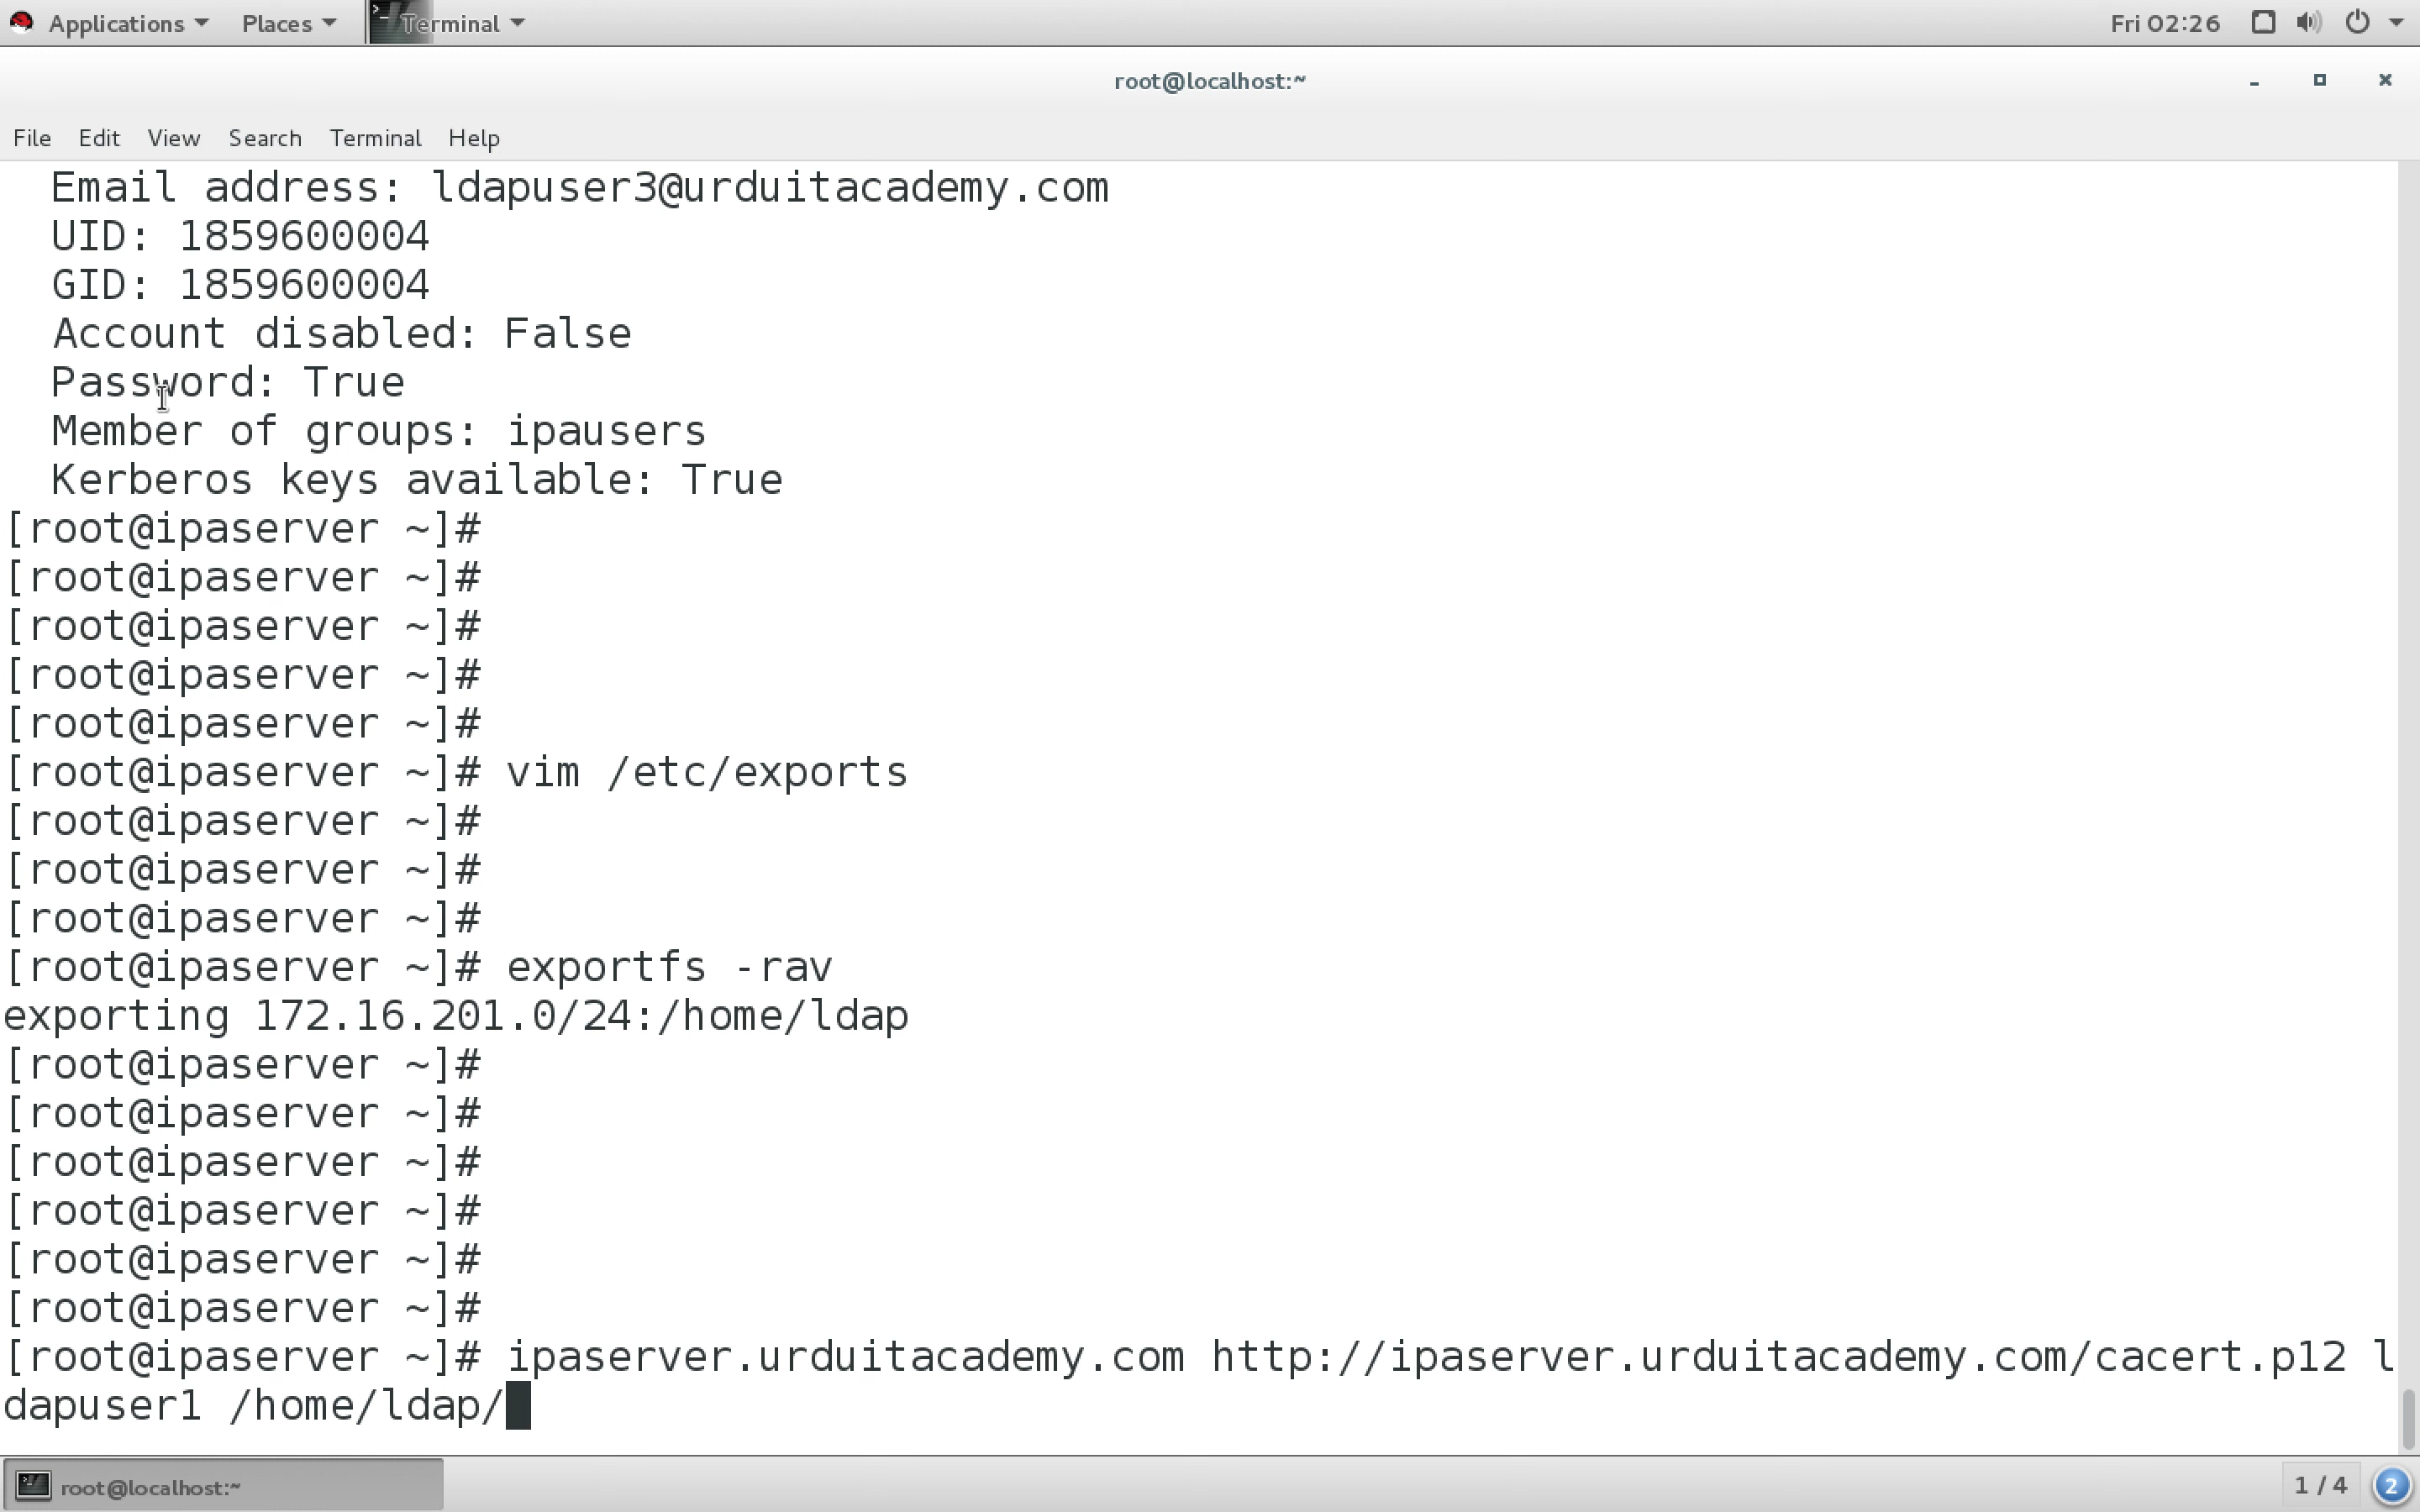 Applications Places Terminal Fri 02:26
root@localhost:~
File Edit View Search Terminal Help
Email address: ldapuser3@urduitacademy.com
UID: 1859600004
GID: 1859600004
Account disabled: False
Password: True
Member of groups: ipausers
Kerberos keys available: True
[root@ipaserver ~]#
[root@ipaserver ~]#
[root@ipaserver ~]#
[root@ipaserver ~]#
[root@ipaserver ~]#
[root@ipaserver ~]# vim /etc/exports
[root@ipaserver ~]#
[root@ipaserver ~]#
[root@ipaserver ~]#
[root@ipaserver ~]# exportfs -rav
exporting 172.16.201.0/24:/home/ldap
[root@ipaserver ~]#
[root@ipaserver ~]#
[root@ipaserver ~]#
[root@ipaserver ~]#
[root@ipaserver ~]#
[root@ipaserver ~]#
[root@ipaserver ~]# ipaserver.urduitacademy.com http://ipaserver.urduitacademy.com/cacert.p12 l
dapuser1 /home/ldap/
root@localhost:~ 1 / 4 2